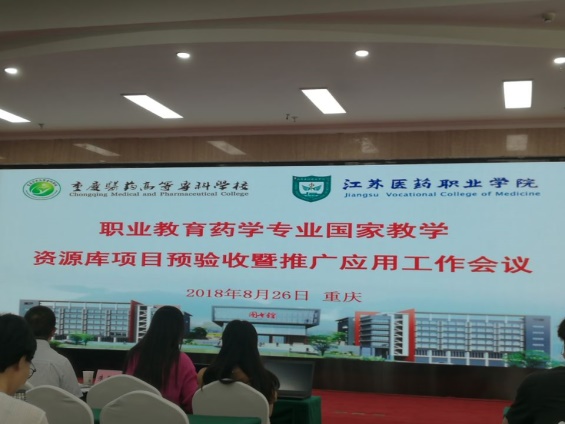 重庆医药高等专科学校
Chongqing Medical and Pharmaceutical College
江苏医药职业学院
Jiangsu Vocational College of Medicine
职业教育药学专业国家教学
资源库项目预验收暨推广应用工作会议
2018年8月26日 重庆